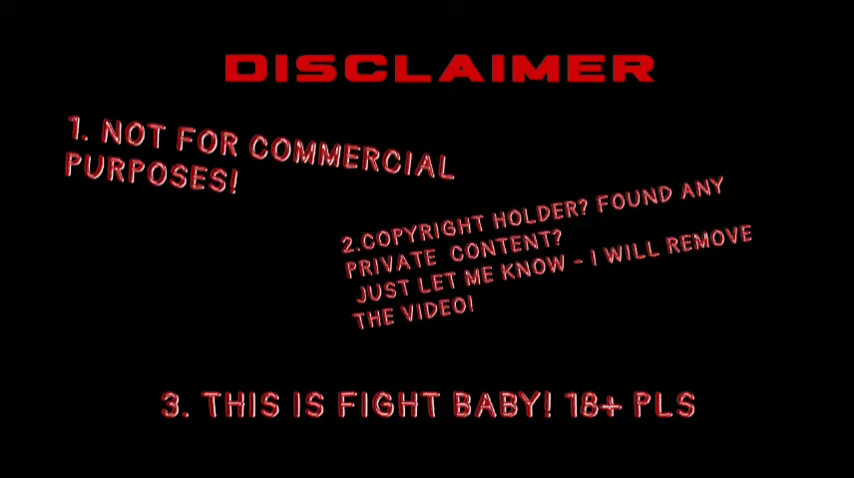 DISCLAIMER
1. NOT FOR COMMERCIAL
PURPOSES!
2.COPYRIGHT HOLDER? FOUND ANY
PRIVATE CONTENT?
JUST LET ME KNOW - I WILL REMOVE
THE VIDEO!
3. THIS IS FIGHT BABY! 18+ PLS